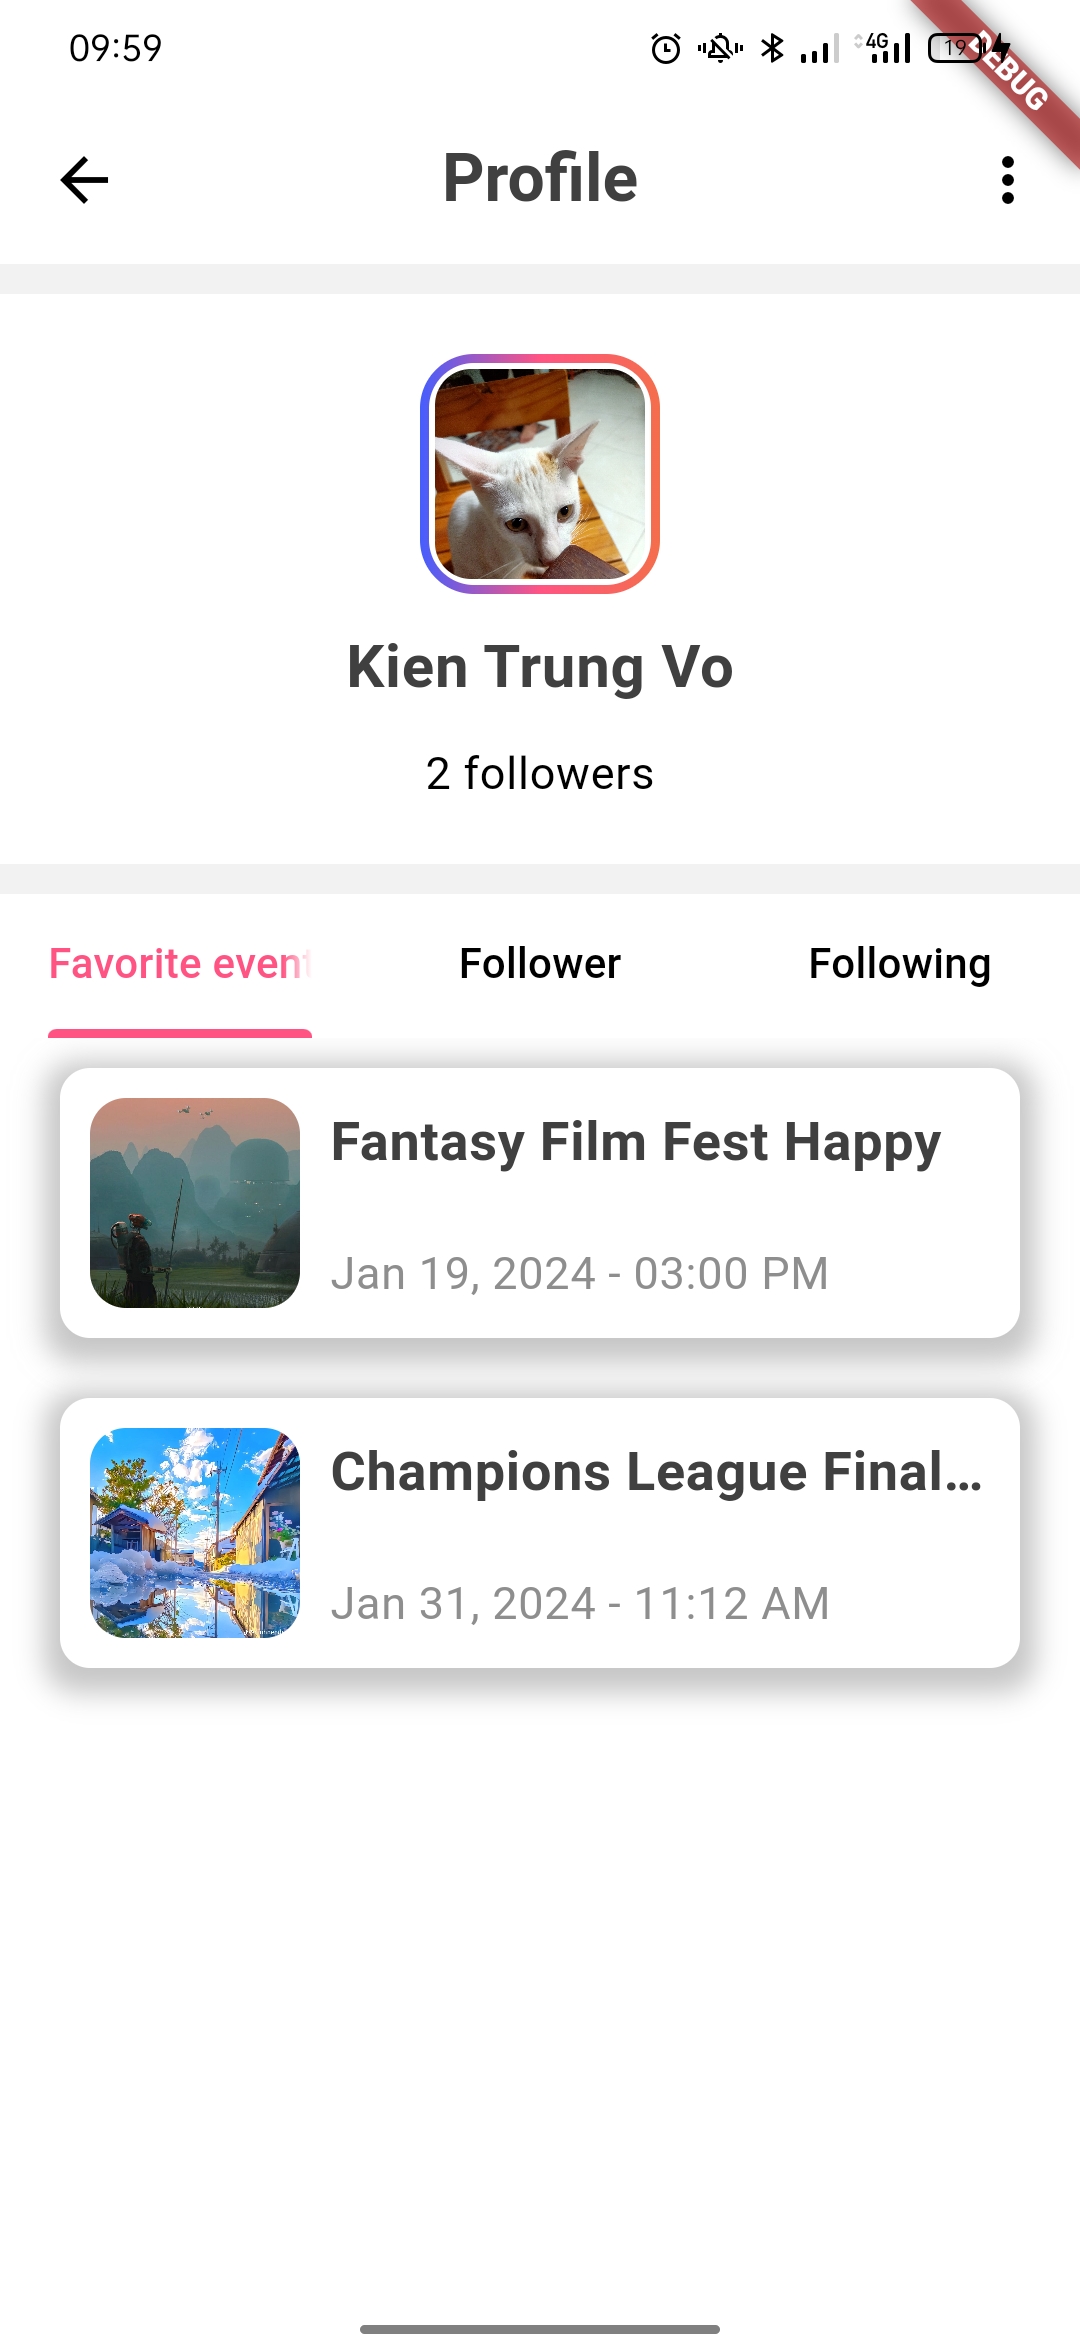 09:59
4G
19
DEBUG
Profile
Kien Trung Vo
2 followers
Favorite event
Follower
Following
Fantasy Film Fest Happy
Jan 19, 2024 - 03:00 PM
Champions League Final...
Jan 31, 2024 - 11:12 AM